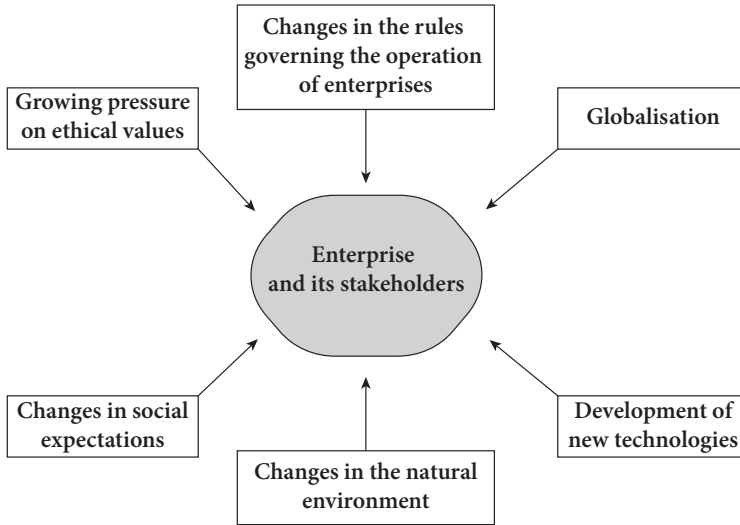 Changes in the rules
governing the operation
of enterprises
Growing pressure
on ethical values
Globalisation
Enterprise
and its stakeholders
Changes in social
expectations
Development of
new technologies
Changes in the natural
environment